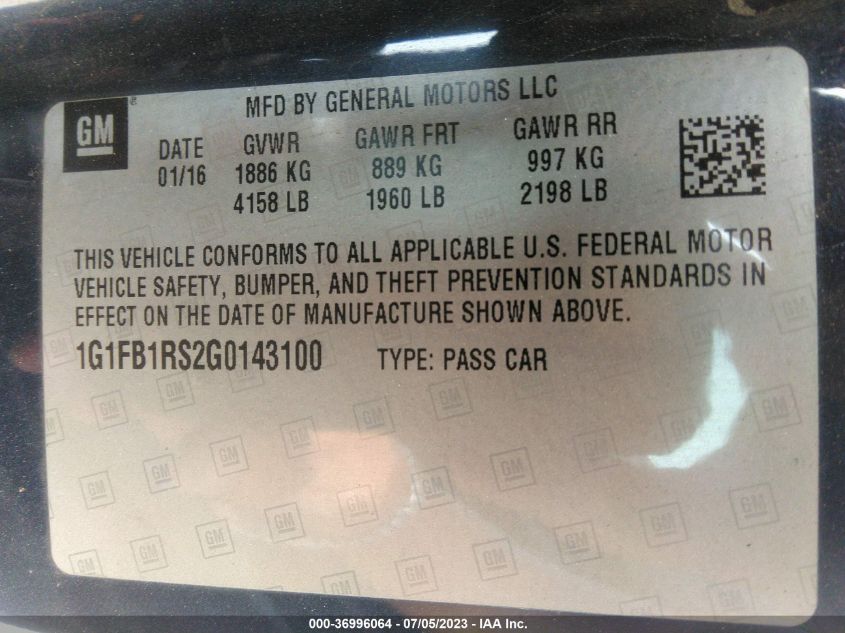 GM
MFD BY GENERAL MOTORS LLC
DATE GVWR GAWR FRT GAWR RR
01/16 1886 KG 889 KG 997 KG
4158 LB 1960 LB 2198 LB
THIS VEHICLE CONFORMS TO ALL APPLICABLE U.S. FEDERAL MOTOR
VEHICLE SAFETY, BUMPER, AND THEFT PREVENTION STANDARDS IN
EFFECT ON THE DATE OF MANUFACTURE SHOWN ABOVE.
1G1FB1RS2G0143100 TYPE: PASS CAR
000-36996064 / 07/05/2023 - IAA Inc.